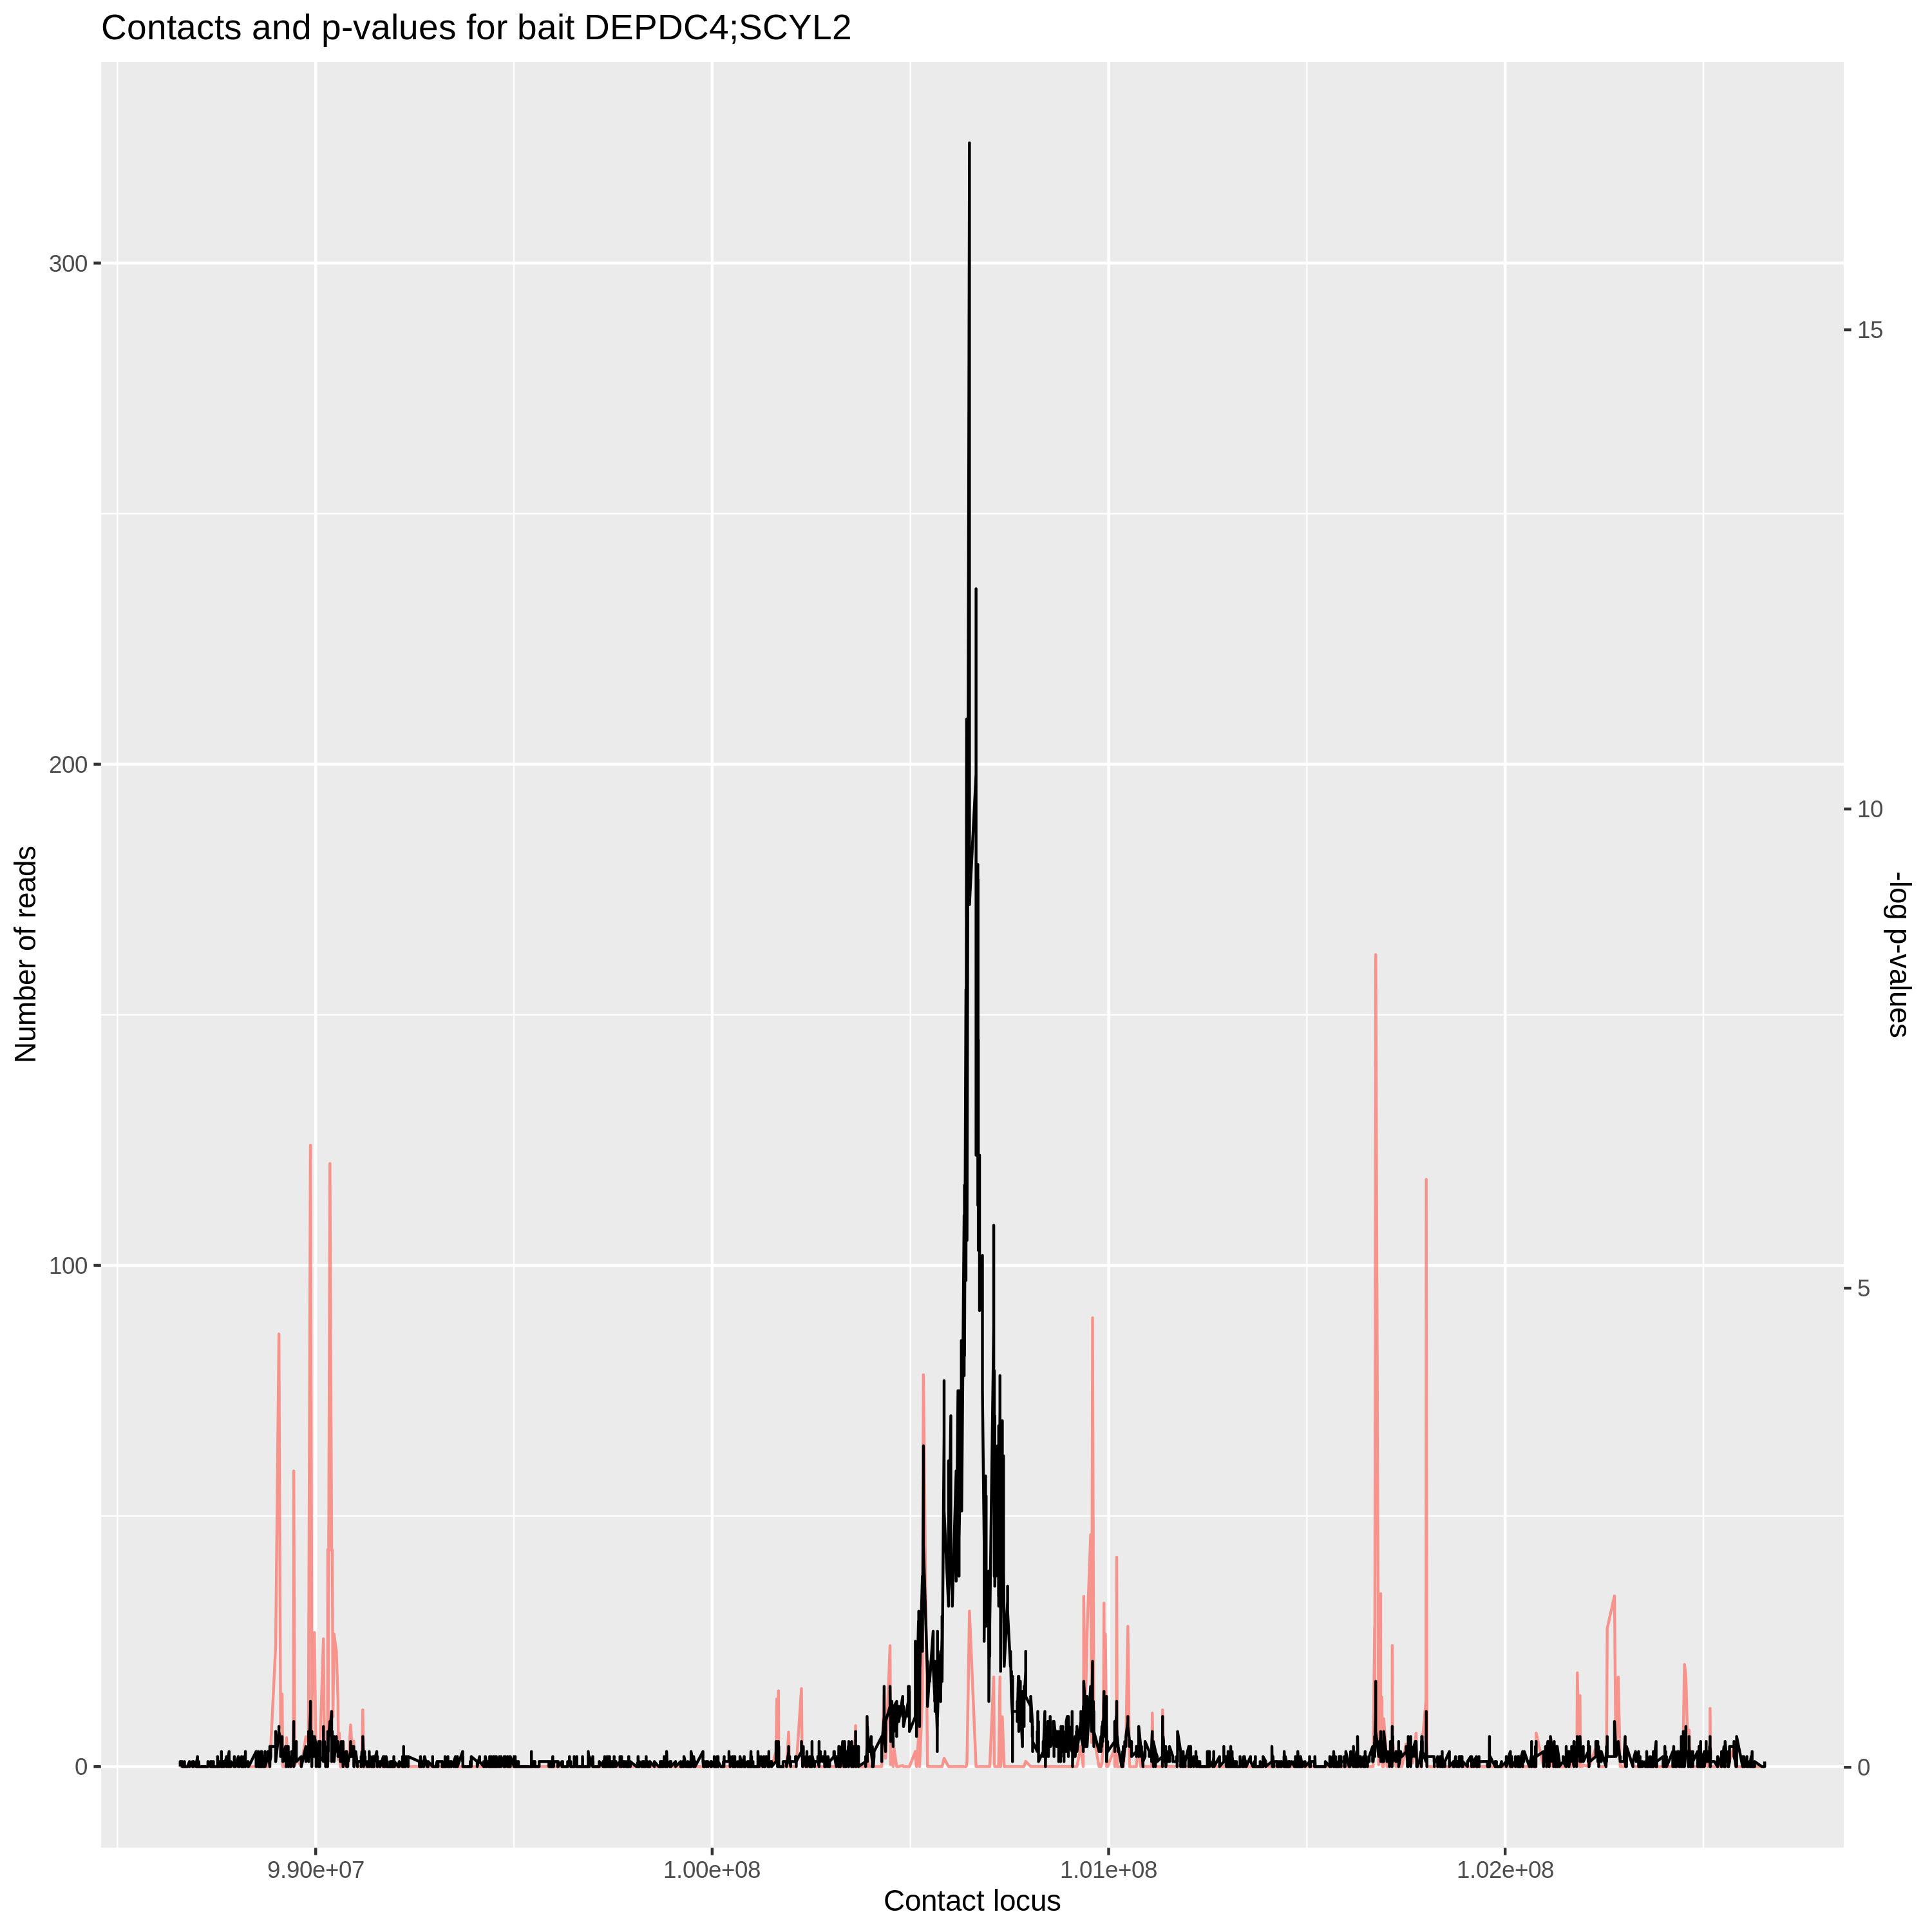 Contacts and p-values for bait DEPDC4;SCYL2
300
200
100
0
Number of reads
15
10
5
0
-log p-values
9.90e+07
1.00e+08
1.01e+08
1.02e+08
Contact locus